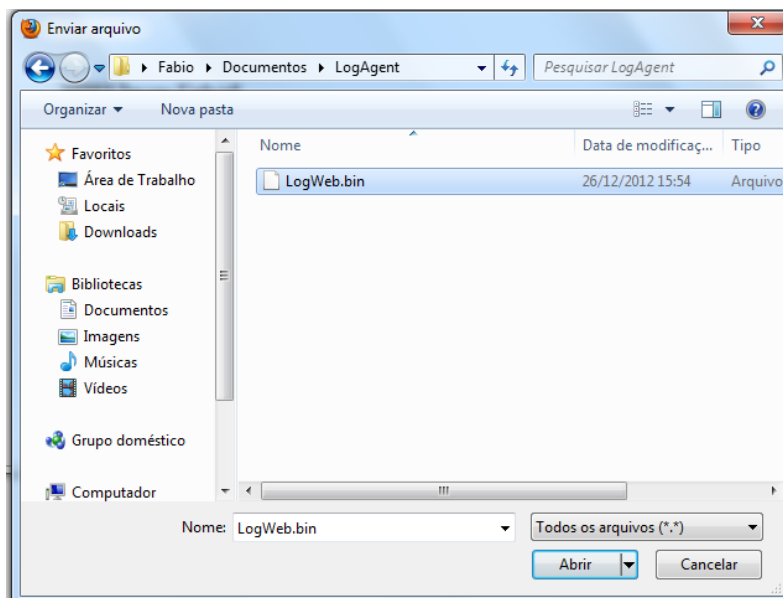 Enviar arquivo
Fabio Documentos LogAgent
Pesquisar LogAgent
Organizar Nova pasta
Nome Data de modificaç... Tipo
LogWeb.bin 26/12/2012 15:54 Arquivo
Favoritos
Área de Trabalho
Locais
Downloads
Bibliotecas
Documentos
Imagens
Músicas
Vídeos
Grupo doméstico
Computador
Nome: LogWeb.bin Todos os arquivos (*.*)
Abrir Cancelar